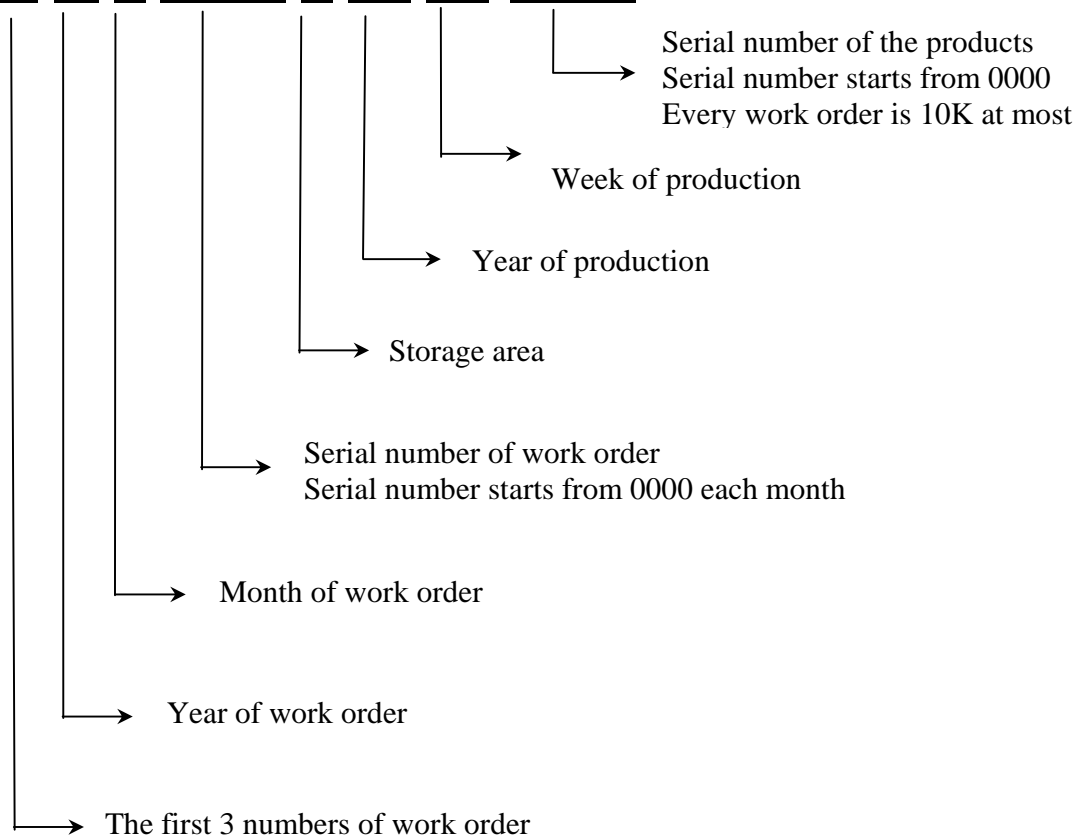 Serial number of the products
Serial number starts from 0000
Every work order is 10K at most
Week of production
Year of production
Storage area
Serial number of work order
Serial number starts from 0000 each month
Month of work order
Year of work order
The first 3 numbers of work order